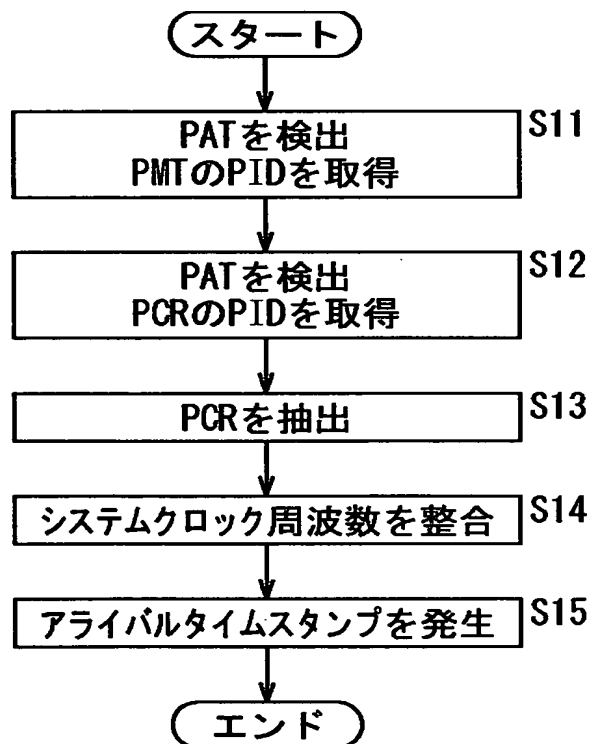 スタート
S11
PATを検出
PMTのPIDを取得
S12
PATを検出
PCRのPIDを取得
S13
PCRを抽出
S14
システムクロック周波数を整合
S15
アライバルタイムスタンプを発生
エンド